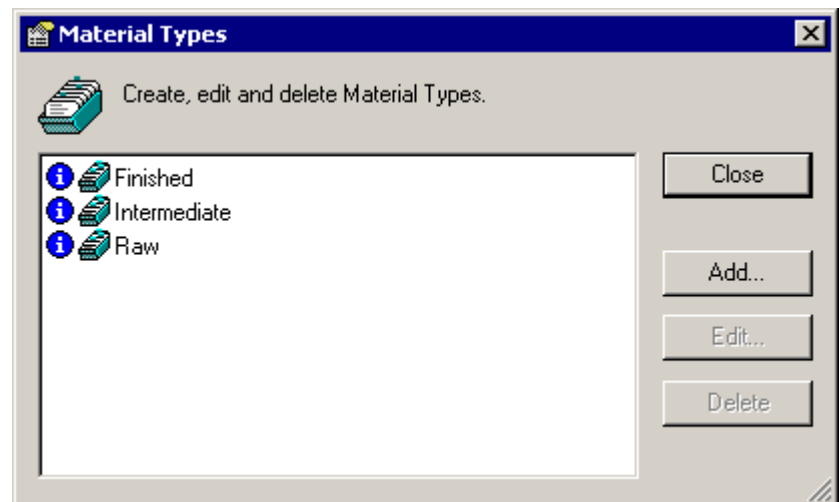 Material Types
Create, edit and delete Material Types.
Finished
Intermediate
Raw
Close
Add...
Edit...
Delete